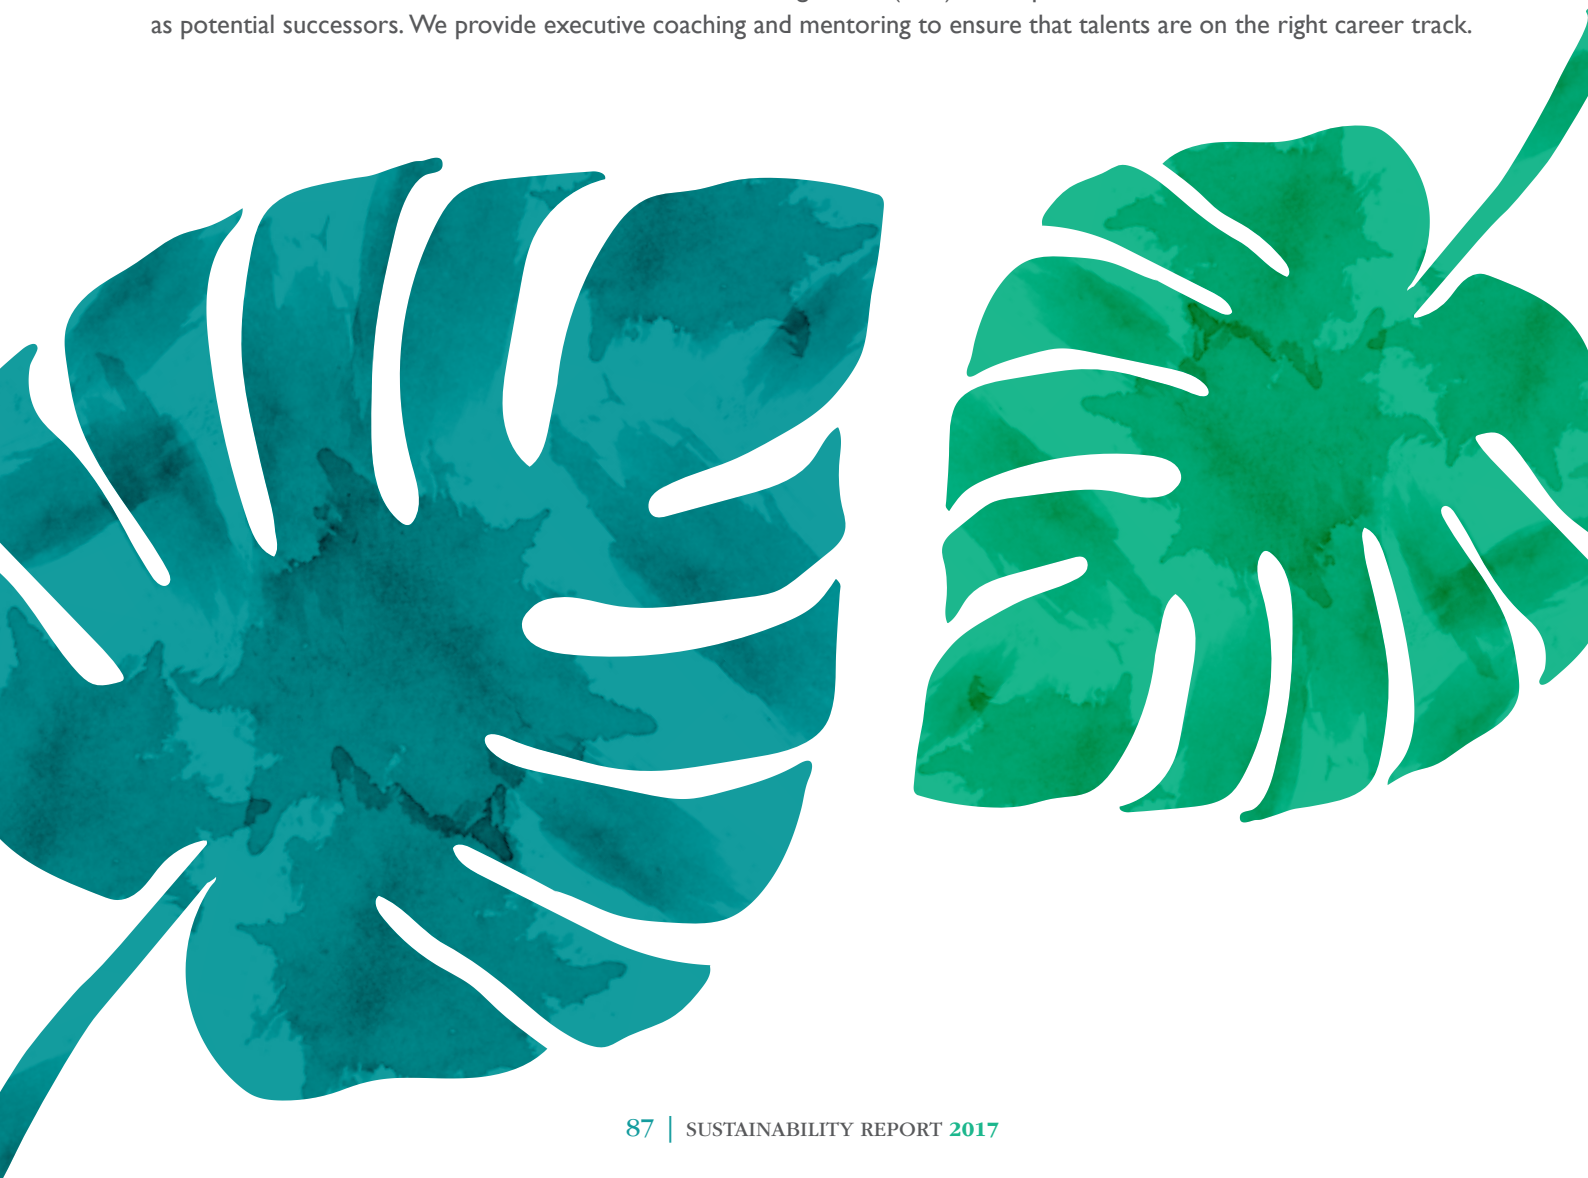 as potential successors. We provide executive coaching and mentoring to ensure that talents are on the right career track.
87 | SUSTAINABILITY REPORT 2017